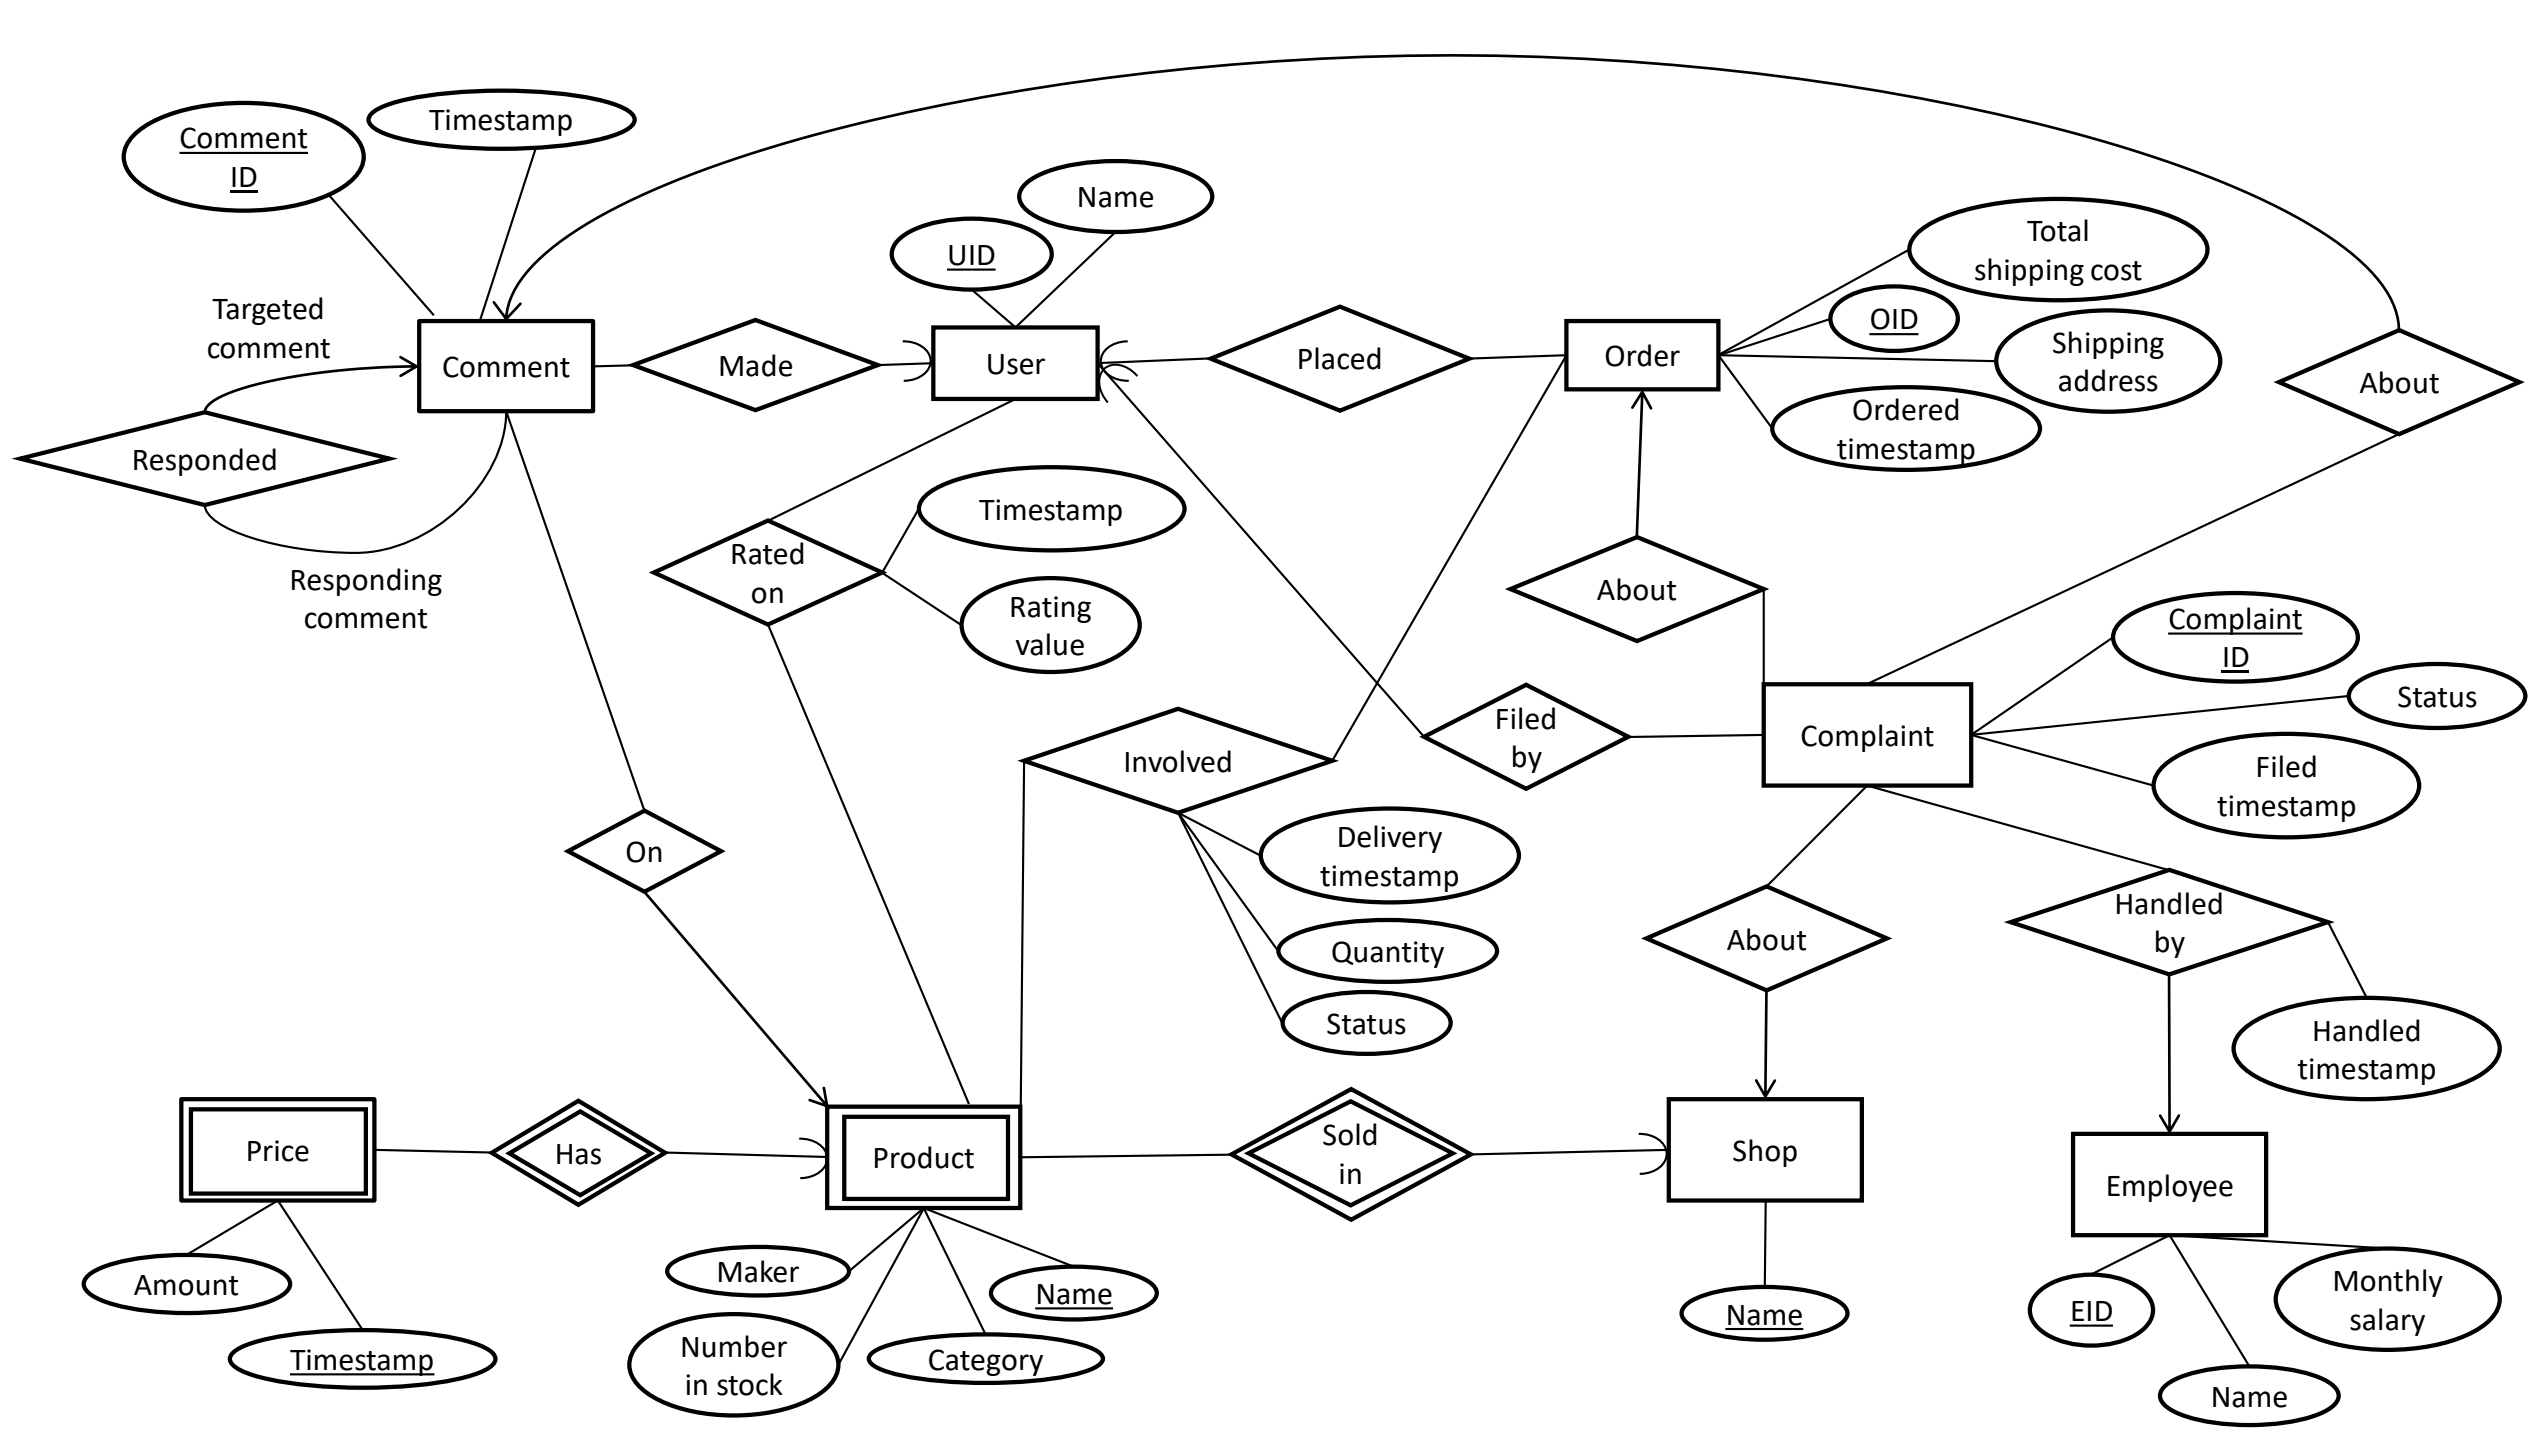 Comment
ID
Timestamp
Name
UID
Total
shipping cost
OID
Shipping
address
Ordered
timestamp
Targeted
comment
Comment
Made
User
Placed
Order
About
Responded
Responding
comment
Timestamp
Rated
on
Rating
value
About
Complaint
ID
Status
Filed
timestamp
Filed
by
Complaint
Involved
Delivery
timestamp
Quantity
Status
On
About
Handled
by
Handled
timestamp
Price
Has
Product
Sold
in
Shop
Employee
Amount
Timestamp
Maker
Number
in stock
Category
Name
Name
EID
Name
Monthly
salary